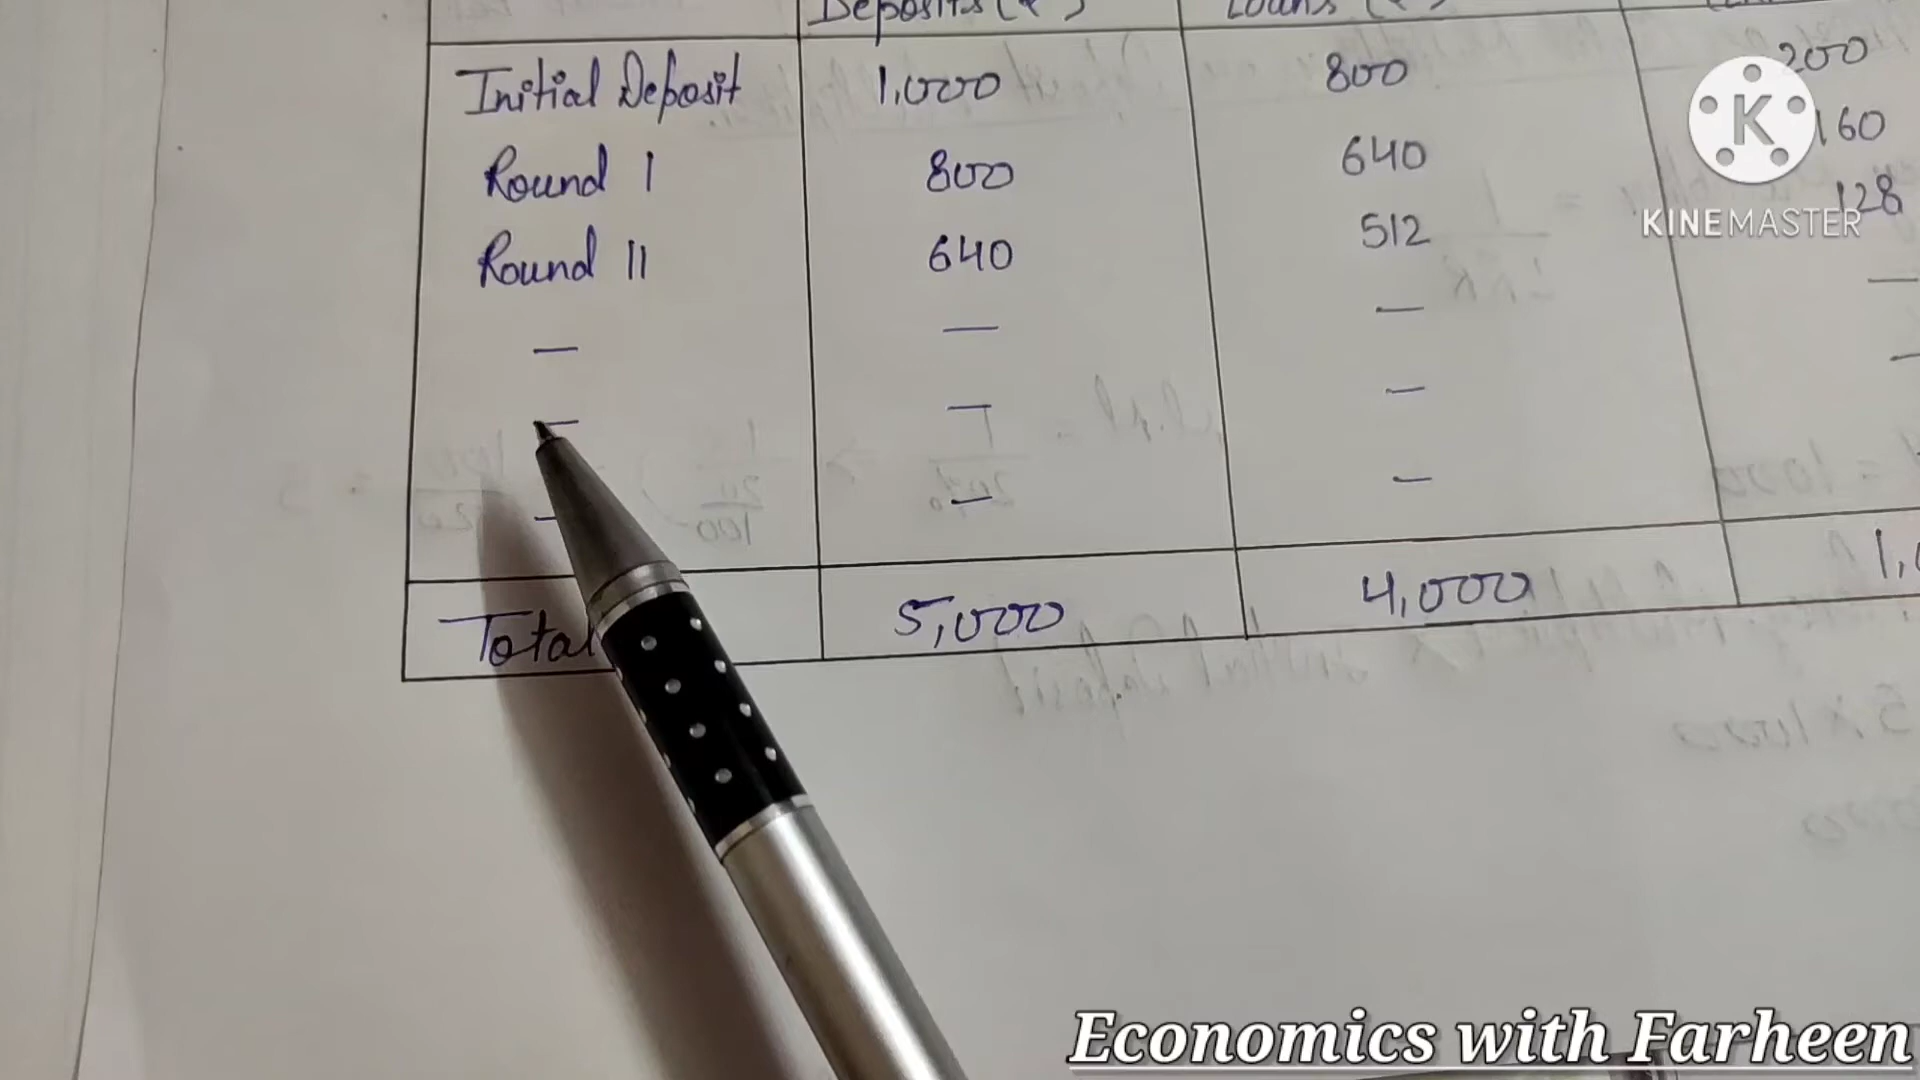 Deposits (₹) Loans (₹)
Initial Deposit 1,000 800 200
Round I 800 640 160
Round II 640 512 128
— — — —
— — — —
— — —
Total 5,000 4,000
K
KINEMASTER
Economics with Farheen